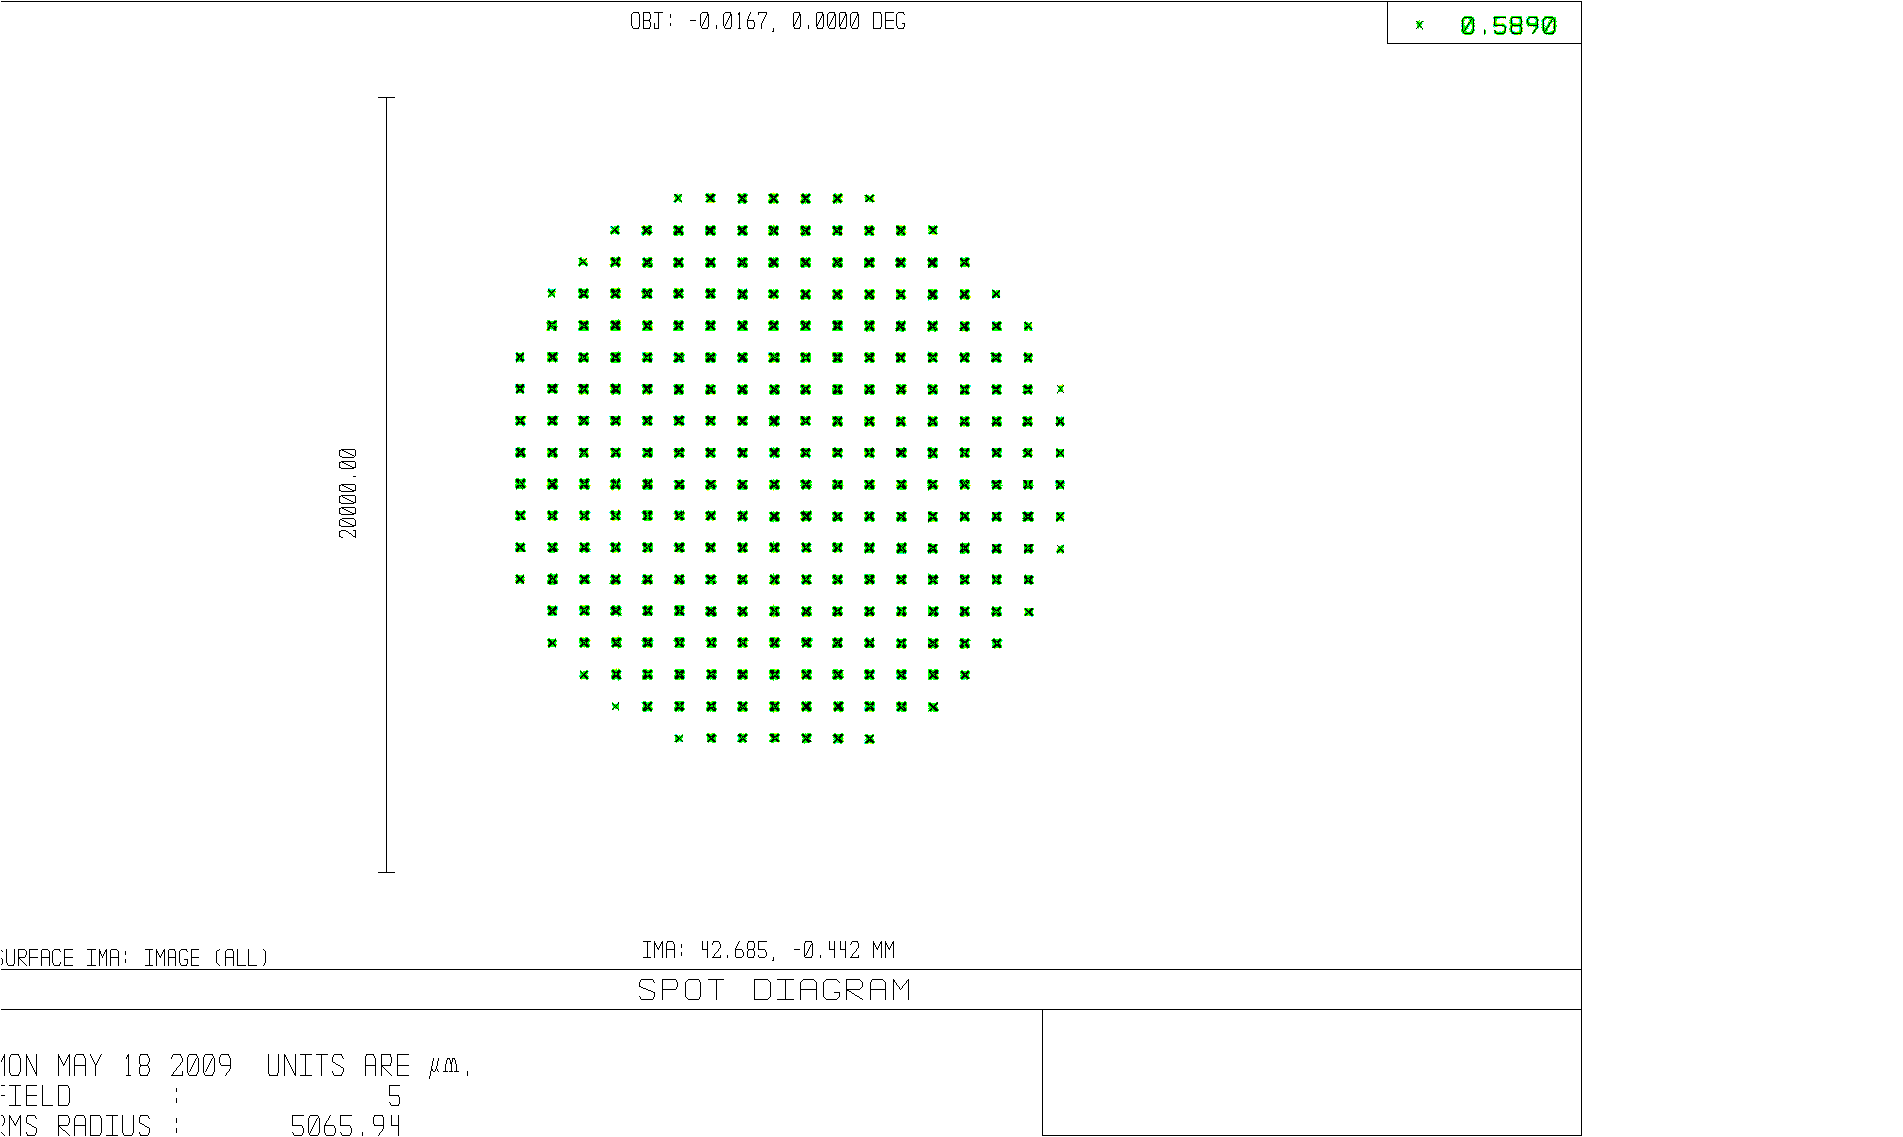 OBJ: -0.0167, 0.0000 DEG
0.5890
20000.00
SURFACE IMA: IMAGE (ALL)
IMA: 42.685, -0.442 MM
SPOT DIAGRAM
MON MAY 18 2009 UNITS ARE µm.
FIELD : 5
RMS RADIUS : 5065.94